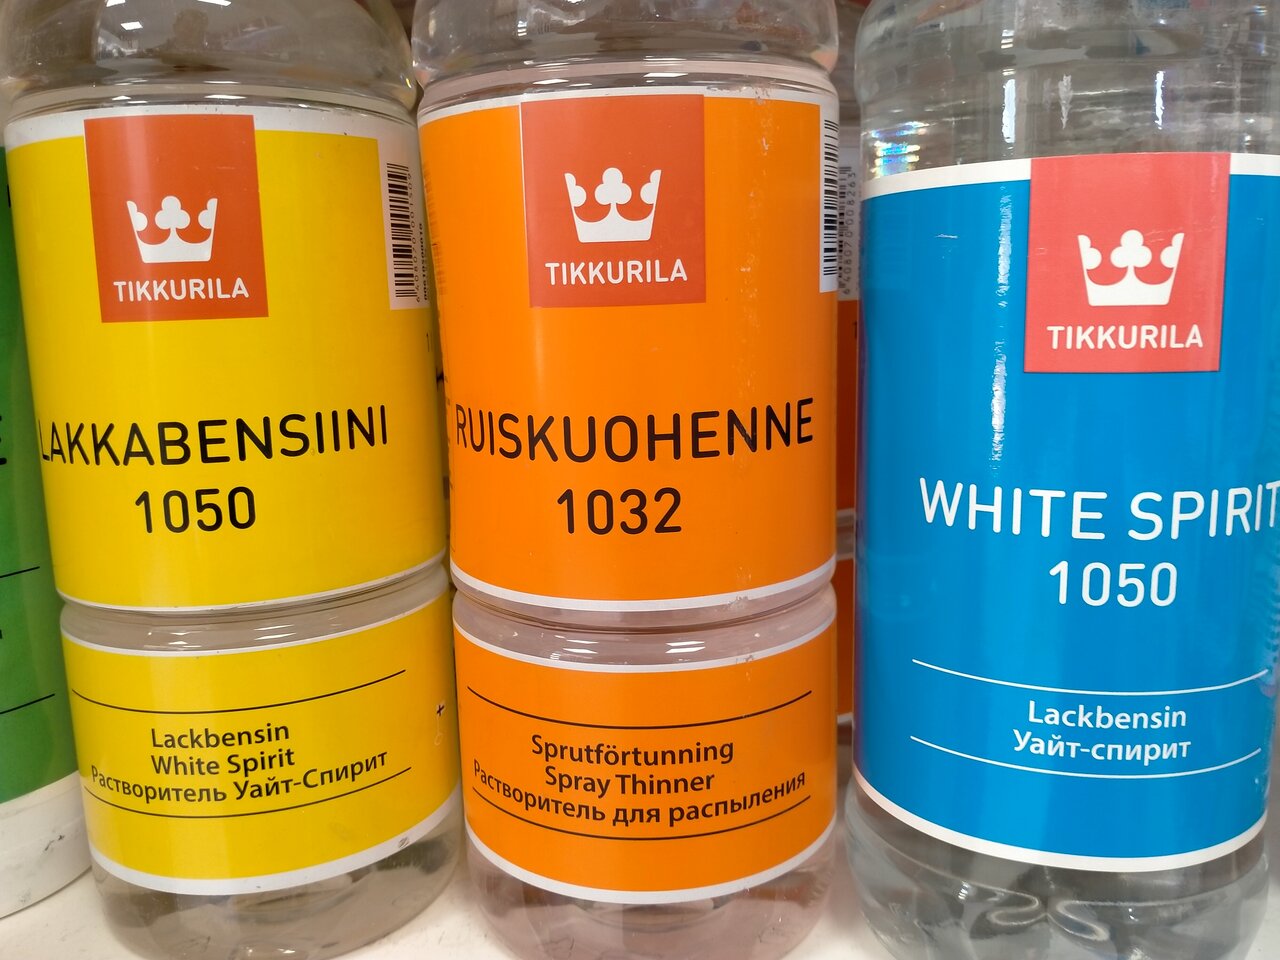 TIKKURILA
LAKKABENSIINI
1050
Lackbensin
White Spirit
Растворитель Уайт-Спирит
TIKKURILA
RUISKUOHENNE
1032
Sprutförtunning
Spray Thinner
Растворитель для распыления
TIKKURILA
WHITE SPIRIT
1050
Lackbensin
Уайт-спирит